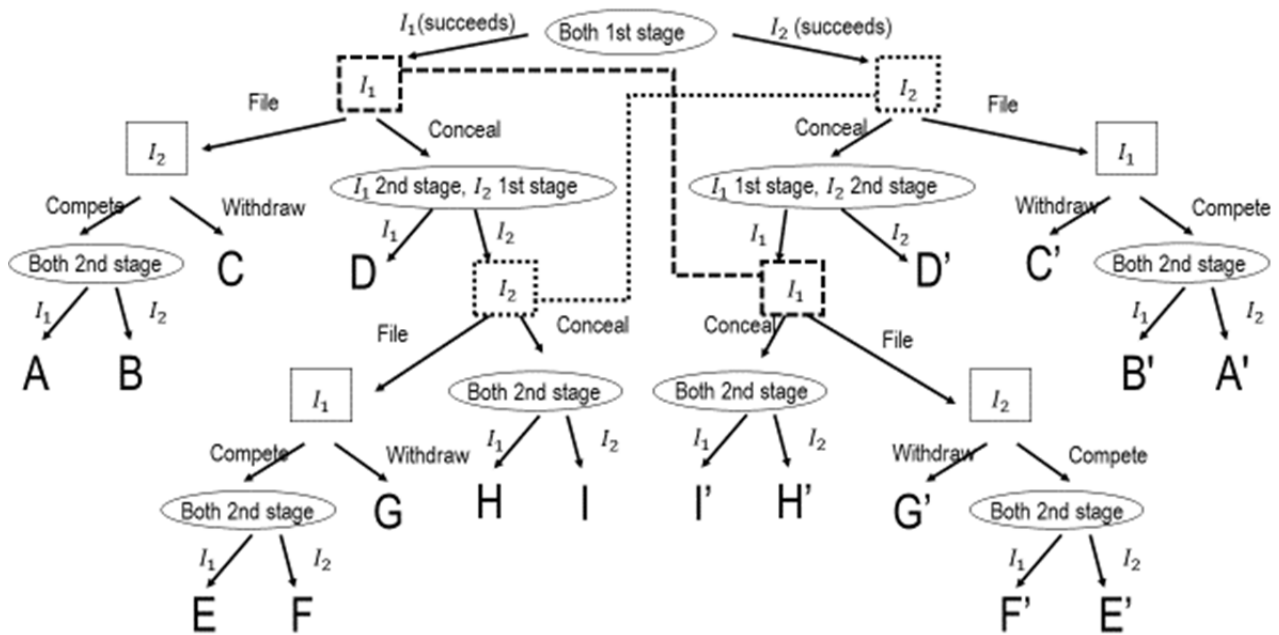 I₁(succeeds)
Both 1st stage
I₂ (succeeds)
I₁
I₂
File
Conceal
Conceal
File
I₂
I₁
I₁ 2nd stage, I₂ 1st stage
I₁ 1st stage, I₂ 2nd stage
Compete
Withdraw
Withdraw
Compete
I₁
I₂
I₁
I₂
Both 2nd stage
C
D
D’
C’
Both 2nd stage
I₂
I₁
I₁
I₂
I₁
I₂
File
Conceal
Conceal
File
A
B
B'
A'
I₁
Both 2nd stage
Both 2nd stage
I₂
I₁
I₂
I₁
I₂
Compete
Withdraw
Withdraw
Compete
Both 2nd stage
G
H
I
I’
H’
G’
Both 2nd stage
I₁
I₂
I₁
I₂
E
F
F’
E’